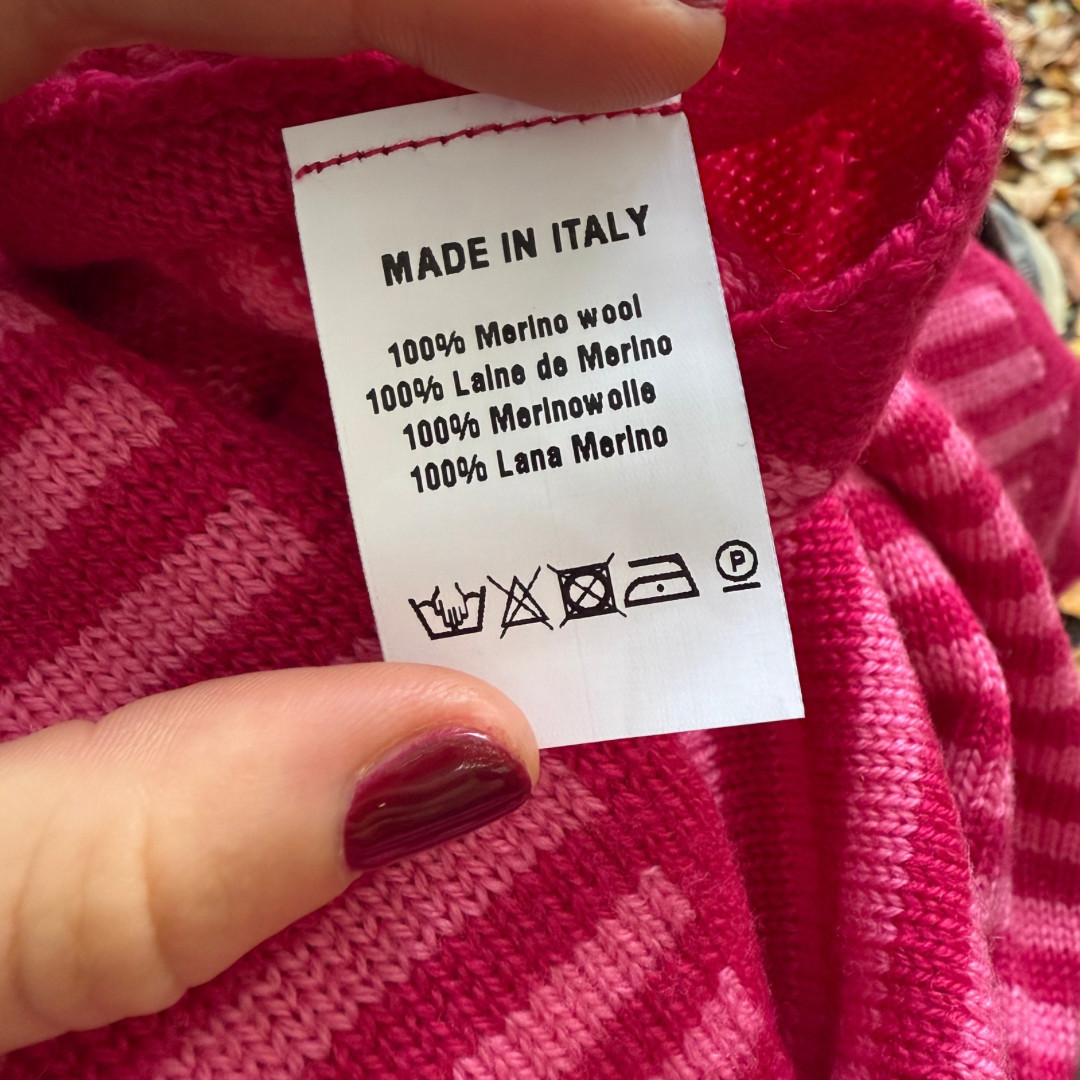 MADE IN ITALY
100% Merino wool
100% Laine de Merino
100% Merinowolle
100% Lana Merino
P